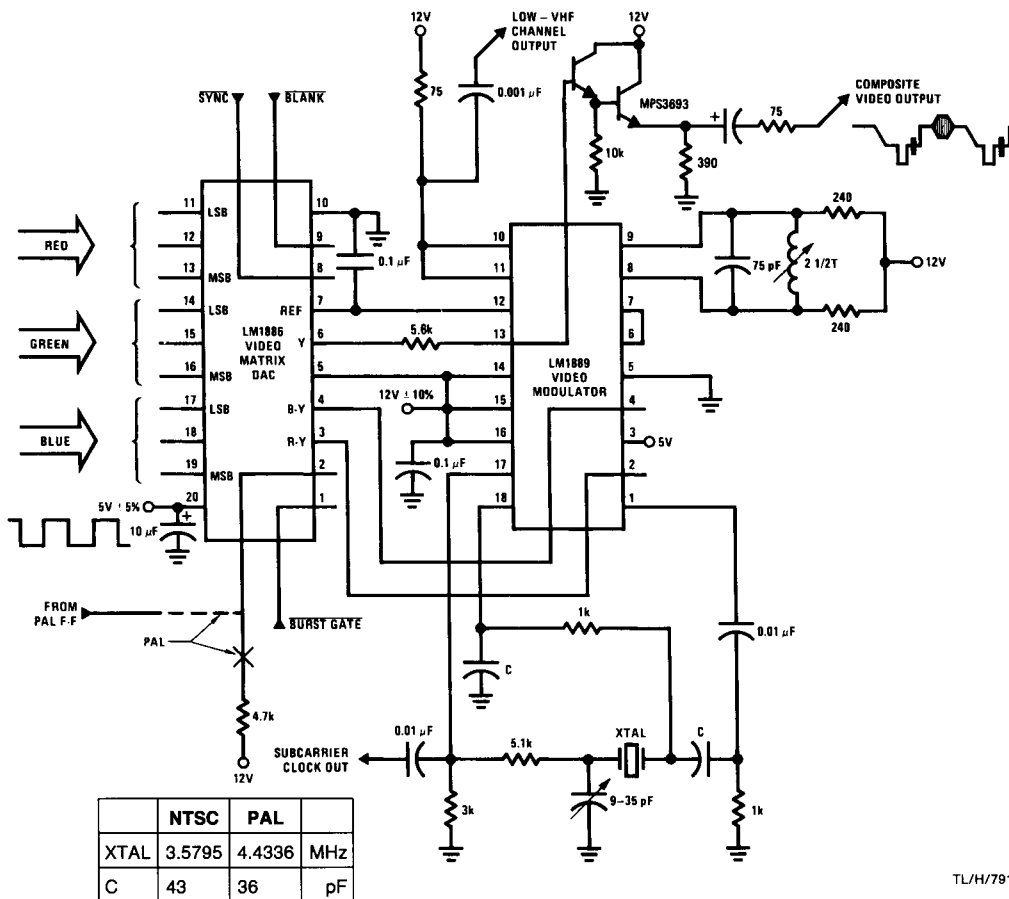 12V
LOW – VHF
CHANNEL
OUTPUT
12V
SYNC
BLANK
75
0.001 µF
MPS3693
COMPOSITE
VIDEO OUTPUT
+
75
10k
390
11
LSB
10
12
9
RED
13
MSB
8
0.1 µF
14
LSB
REF
7
15
Y
6
5.6k
GREEN
LM1886
VIDEO
MATRIX
DAC
16
MSB
5
17
LSB
B-Y
4
18
R-Y
3
BLUE
19
MSB
2
20
1
10
9
11
8
12
7
13
6
LM1889
VIDEO
MODULATOR
14
5
15
4
16
3
5V
17
2
18
1
240
75 pF
2 1/2T
12V
240
12V ± 10%
0.1 µF
5V ±5%
10 µF
+
FROM
PAL F-F
PAL
BURST GATE
1k
0.01 µF
C
4.7k
12V
0.01 µF
SUBCARRIER
CLOCK OUT
5.1k
XTAL
C
3k
9–35 pF
1k
NTSC PAL
XTAL 3.5795 4.4336 MHz
C 43 36 pF
TL/H/791